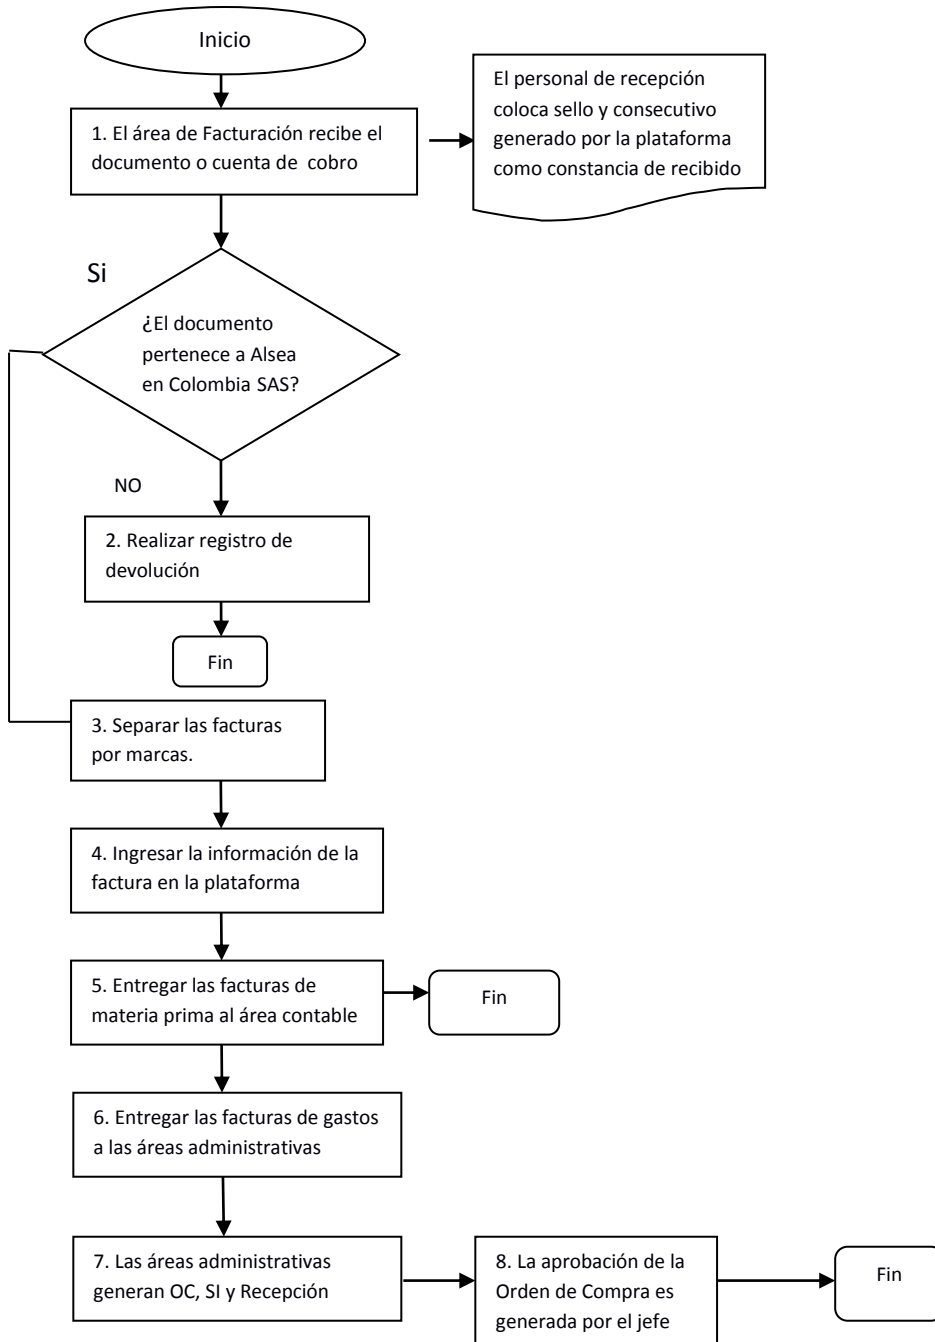 Inicio
1. El área de Facturación recibe el
documento o cuenta de cobro
El personal de recepción
coloca sello y consecutivo
generado por la plataforma
como constancia de recibido
Si
¿El documento
pertenece a Alsea
en Colombia SAS?
NO
2. Realizar registro de
devolución
Fin
3. Separar las facturas
por marcas.
4. Ingresar la información de la
factura en la plataforma
5. Entregar las facturas de
materia prima al área contable
Fin
6. Entregar las facturas de gastos
a las áreas administrativas
7. Las áreas administrativas
generan OC, SI y Recepción
8. La aprobación de la
Orden de Compra es
generada por el jefe
Fin